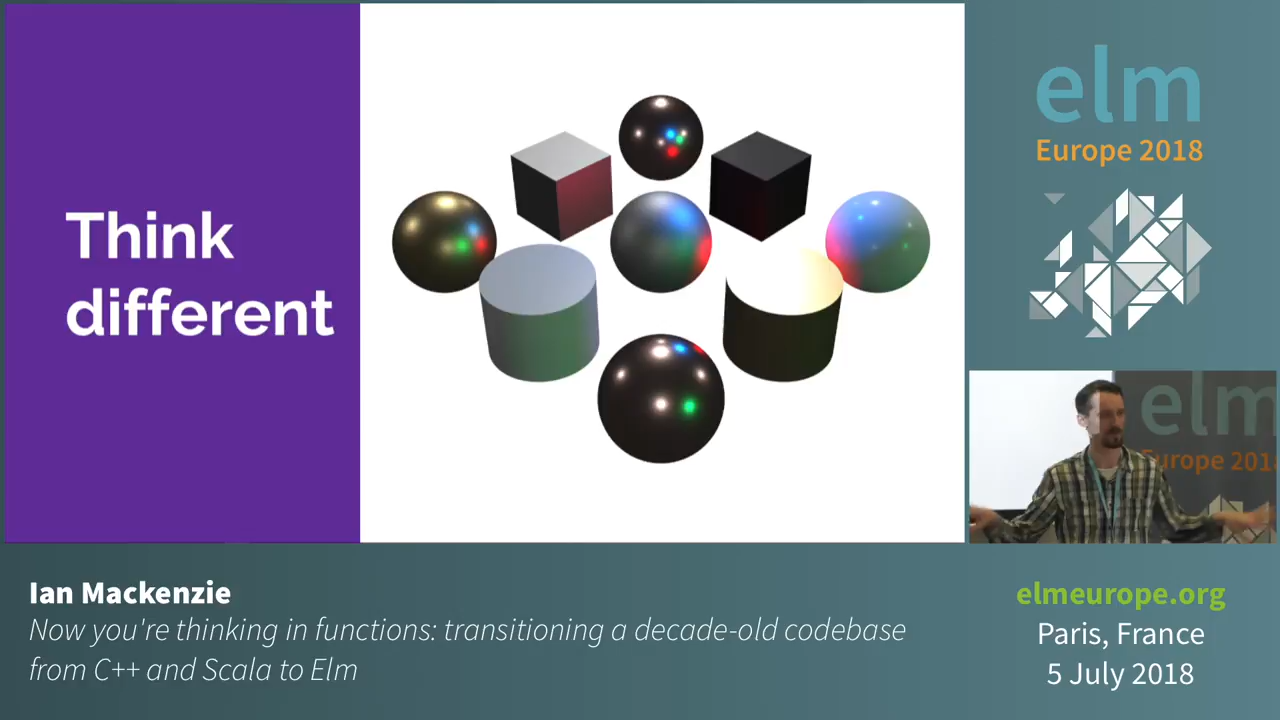 Think
different
elm
Europe 2018
elm
Europe 201
Ian Mackenzie
Now you're thinking in functions: transitioning a decade-old codebase
from C++ and Scala to Elm
elmeurope.org
Paris, France
5 July 2018